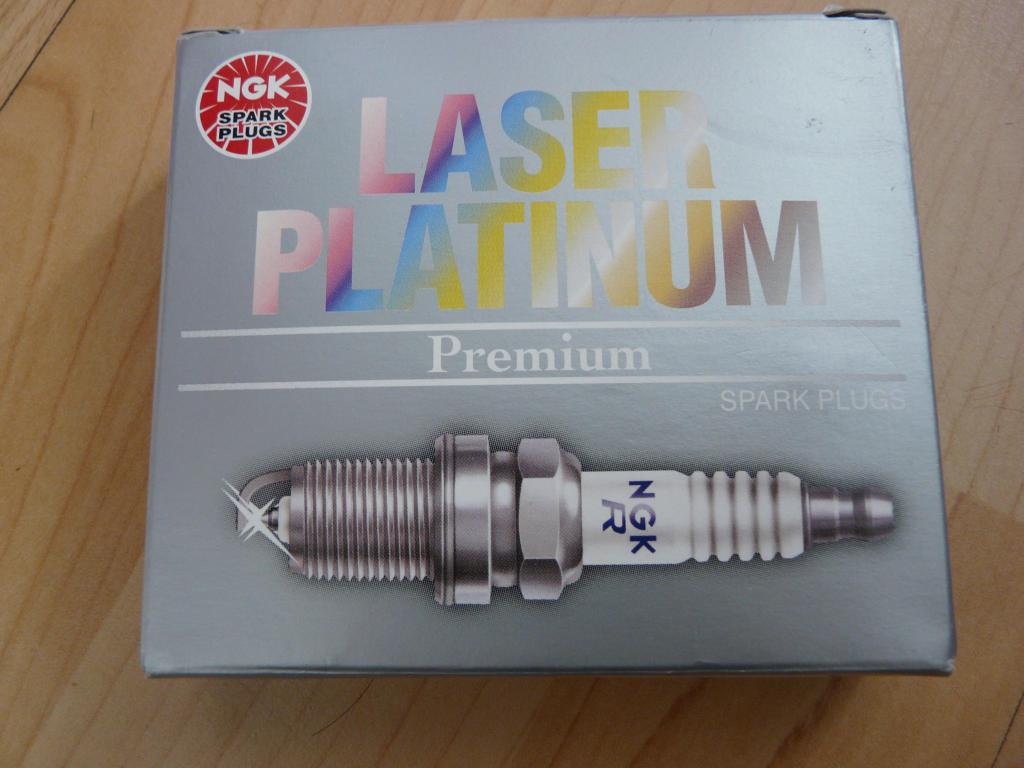 NGK
SPARK
PLUGS
LASER
PLATINUM
Premium
SPARK PLUGS
NGK
R